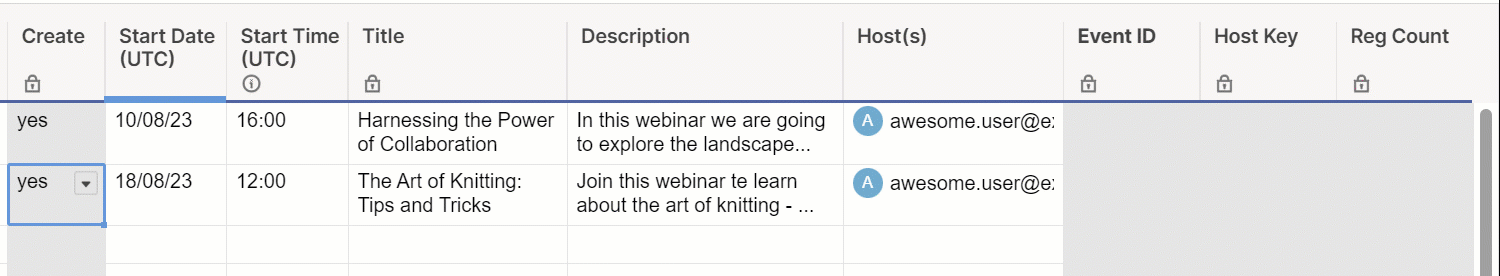 Create Start Date (UTC) Start Time (UTC) Title Description Host(s) Event ID Host Key Reg Count
yes 10/08/23 16:00 Harnessing the Power of Collaboration In this webinar we are going to explore the landscape... A awesome.user@e
yes 18/08/23 12:00 The Art of Knitting: Tips and Tricks Join this webinar te learn about the art of knitting - ... A awesome.user@e